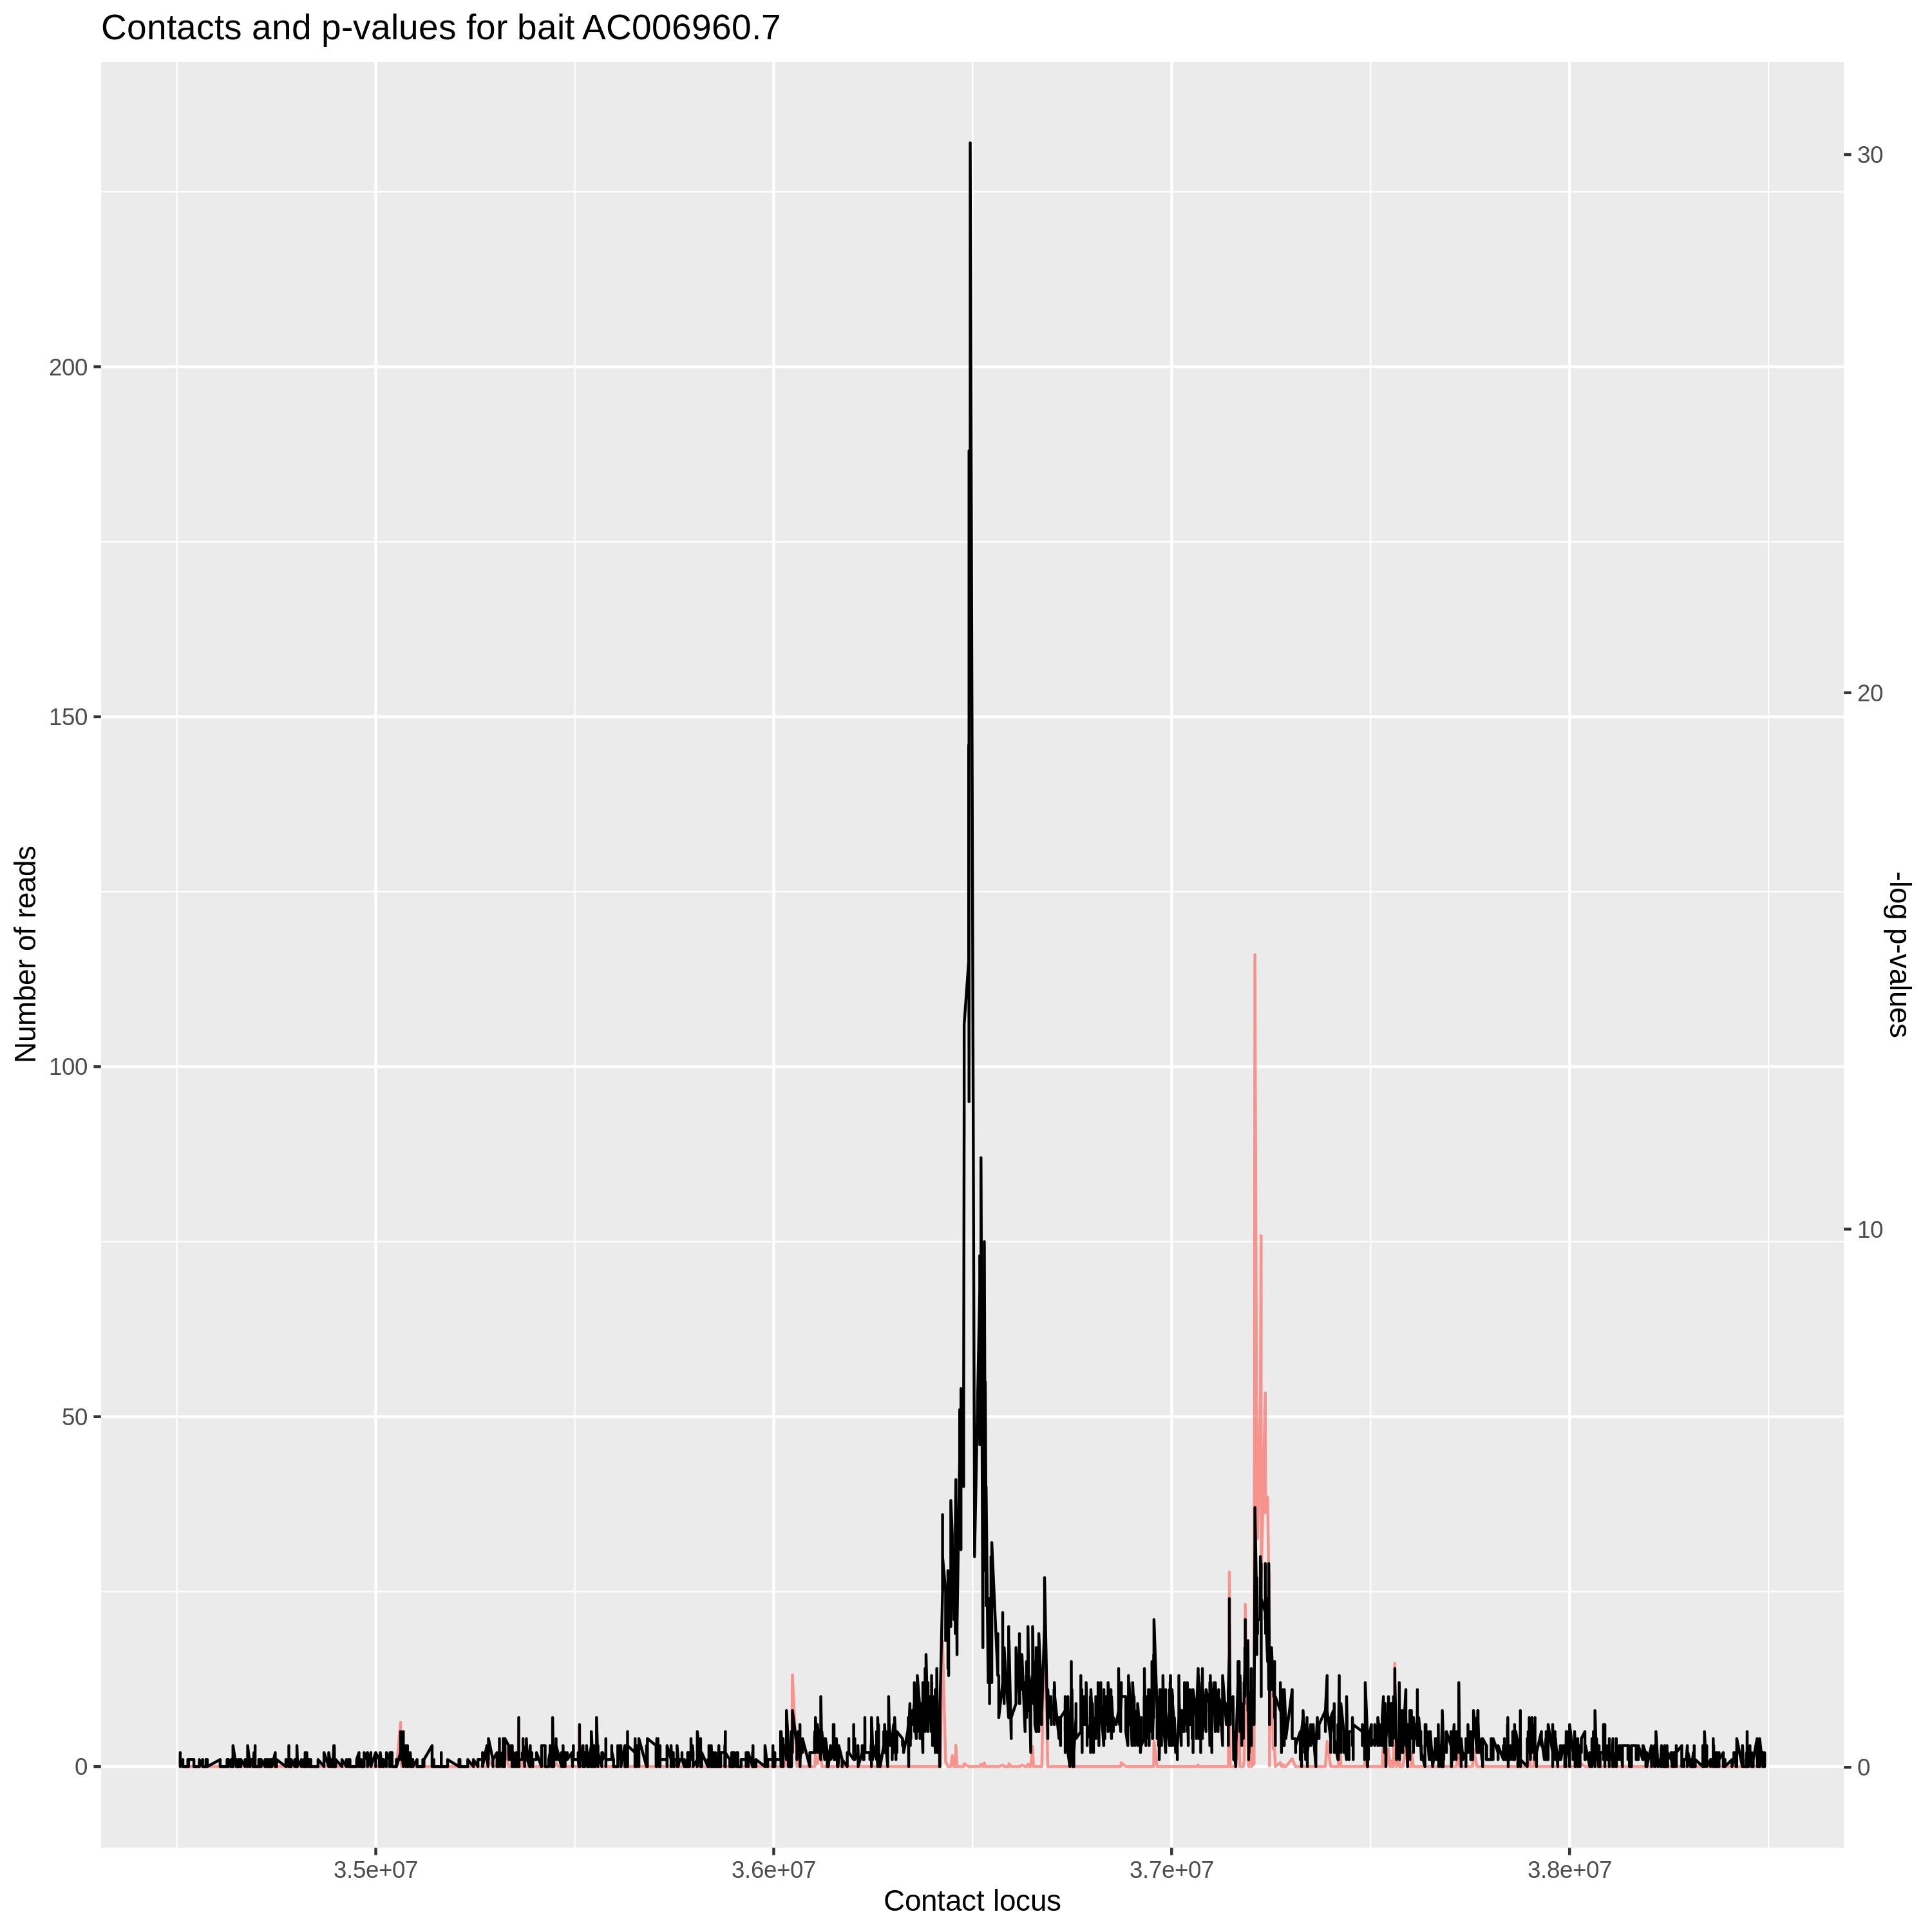 Contacts and p-values for bait AC006960.7
Number of reads
200
150
100
50
0
30
20
10
0
-log p-values
3.5e+07
3.6e+07
3.7e+07
3.8e+07
Contact locus